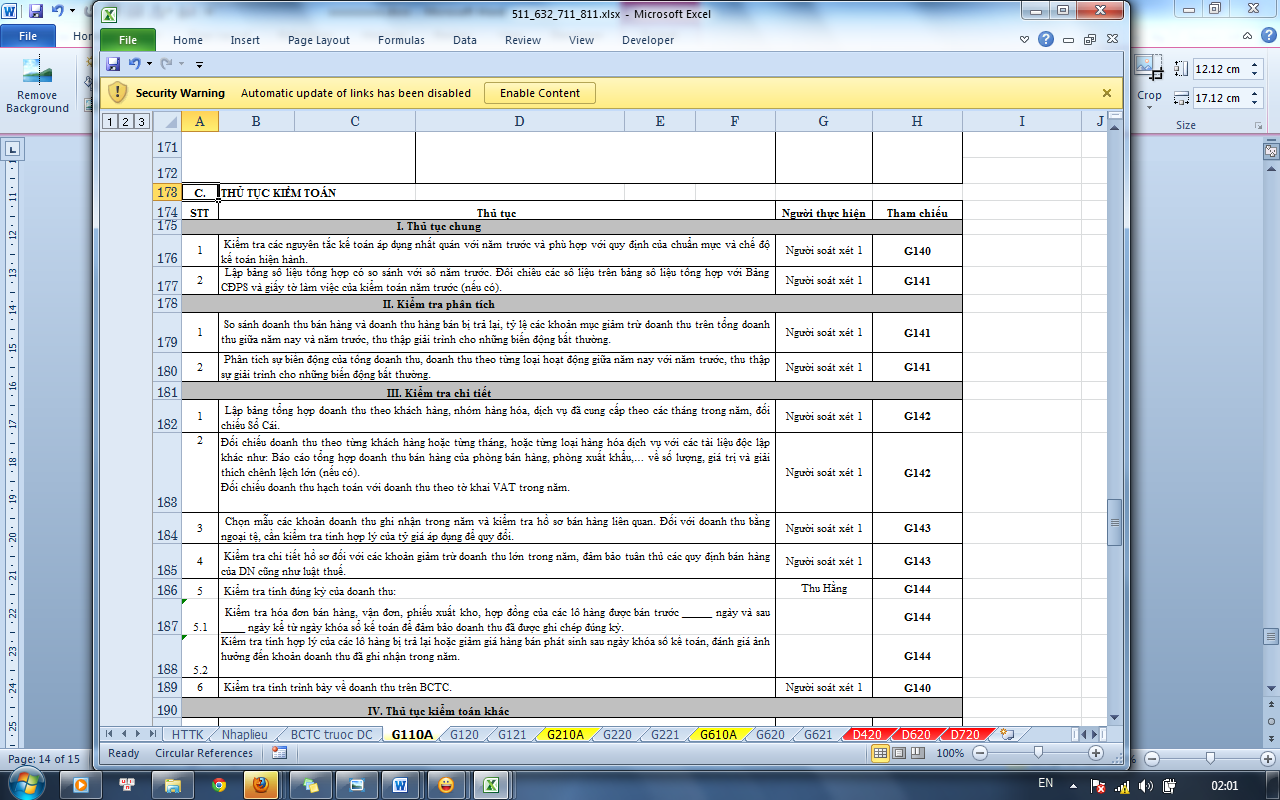 511_632_711_811.xlsx - Microsoft Excel
File
File Home Insert Page Layout Formulas Data Review View Developer
Remove
Background
Crop
12.12 cm
17.12 cm
Size
Security Warning Automatic update of links has been disabled Enable Content
1 2 3
A B C D E F G H I J
171
172
173 C. THỦ TỤC KIỂM TOÁN
174 STT Thủ tục Người thực hiện Tham chiếu
175 I. Thủ tục chung
176 1 Kiểm tra các nguyên tắc kế toán áp dụng nhất quán với năm trước và phù hợp với quy định của chuẩn mực và chế độ
kế toán hiện hành. Người soát xét 1 G140
177 2 Lập bảng số liệu tổng hợp có so sánh với số năm trước. Đối chiếu các số liệu trên bảng số liệu tổng hợp với Bảng
CĐPS và giấy tờ làm việc của kiểm toán năm trước (nếu có). Người soát xét 1 G141
178 II. Kiểm tra phân tích
179 1 So sánh doanh thu bán hàng và doanh thu hàng bán bị trả lại, tỷ lệ các khoản mục giảm trừ doanh thu trên tổng doanh
thu giữa năm nay và năm trước, thu thập giải trình cho những biến động bất thường. Người soát xét 1 G141
180 2 Phân tích sự biến động của tổng doanh thu, doanh thu theo từng loại hoạt động giữa năm nay với năm trước, thu thập
sự giải trình cho những biến động bất thường. Người soát xét 1 G141
181 III. Kiểm tra chi tiết
182 1 Lập bảng tổng hợp doanh thu theo khách hàng, nhóm hàng hóa, dịch vụ đã cung cấp theo các tháng trong năm, đối
chiếu Sổ Cái. Người soát xét 1 G142
183 2 Đối chiếu doanh thu theo từng khách hàng hoặc từng tháng, hoặc từng loại hàng hóa dịch vụ với các tài liệu độc lập
khác như: Báo cáo tổng hợp doanh thu bán hàng của phòng bán hàng, phòng xuất khẩu,… về số lượng, giá trị và giải
thích chênh lệch lớn (nếu có). Người soát xét 1 G142
Đối chiếu doanh thu hạch toán với doanh thu theo tờ khai VAT trong năm.
184 3 Chọn mẫu các khoản doanh thu ghi nhận trong năm và kiểm tra hồ sơ bán hàng liên quan. Đối với doanh thu bằng
ngoại tệ, cần kiểm tra tính hợp lý của tỷ giá áp dụng để quy đổi. Người soát xét 1 G143
185 4 Kiểm tra chi tiết hồ sơ đối với các khoản giảm trừ doanh thu lớn trong năm, đảm bảo tuân thủ các quy định bán hàng
của DN cũng như luật thuế. Người soát xét 1 G143
186 5 Kiểm tra tính đúng kỳ của doanh thu: Thu Hằng G144
187 5.1 Kiểm tra hóa đơn bán hàng, vận đơn, phiếu xuất kho, hợp đồng của các lô hàng được bán trước _____ ngày và sau
____ ngày kể từ ngày khóa sổ kế toán để đảm bảo doanh thu đã được ghi chép đúng kỳ. G144
188 5.2 Kiểm tra tính hợp lý của các lô hàng bị trả lại hoặc giảm giá hàng bán phát sinh sau ngày khóa sổ kế toán, đánh giá ảnh
hưởng đến khoản doanh thu đã ghi nhận trong năm. G144
189 6 Kiểm tra tính trình bày về doanh thu trên BCTC. Người soát xét 1 G140
190 IV. Thủ tục kiểm toán khác
HTTK Nhaplieu BCTC truoc DC G110A G120 G121 G210A G220 G221 G610A G620 G621 D420 D620 D720
Ready Circular References 100%
Page: 14 of 15
EN 02:01